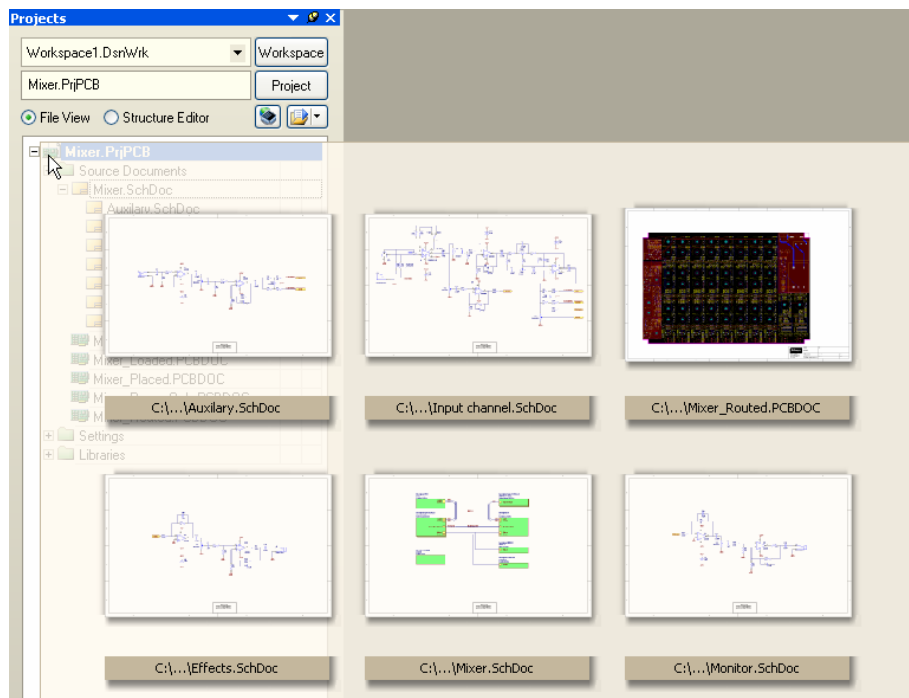 Projects
Workspace1.DsnWrk
Workspace
Mixer.PrjPCB
Project
File View
Structure Editor
Mixer.PrjPCB
Source Documents
Mixer.SchDoc
Auxilary.SchDoc
Mixer_Loaded.PCBDOC
Mixer_Placed.PCBDOC
C:\...\Auxilary.SchDoc
C:\...\Input channel.SchDoc
C:\...\Mixer_Routed.PCBDOC
Settings
Libraries
C:\...\Effects.SchDoc
C:\...\Mixer.SchDoc
C:\...\Monitor.SchDoc